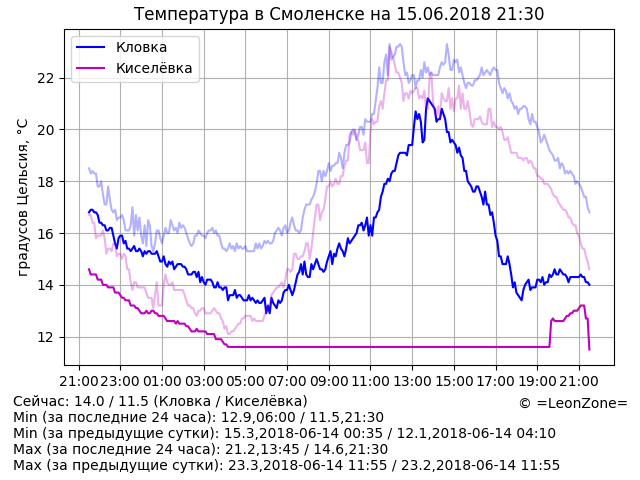 Температура в Смоленске на 15.06.2018 21:30
Кловка
Киселёвка
градусов Цельсия, °C
22
20
18
16
14
12
21:00 23:00 01:00 03:00 05:00 07:00 09:00 11:00 13:00 15:00 17:00 19:00 21:00
Сейчас: 14.0 / 11.5 (Кловка / Киселёвка)
© =LeonZone=
Min (за последние 24 часа): 12.9,06:00 / 11.5,21:30
Min (за предыдущие сутки): 15.3,2018-06-14 00:35 / 12.1,2018-06-14 04:10
Max (за последние 24 часа): 21.2,13:45 / 14.6,21:30
Max (за предыдущие сутки): 23.3,2018-06-14 11:55 / 23.2,2018-06-14 11:55